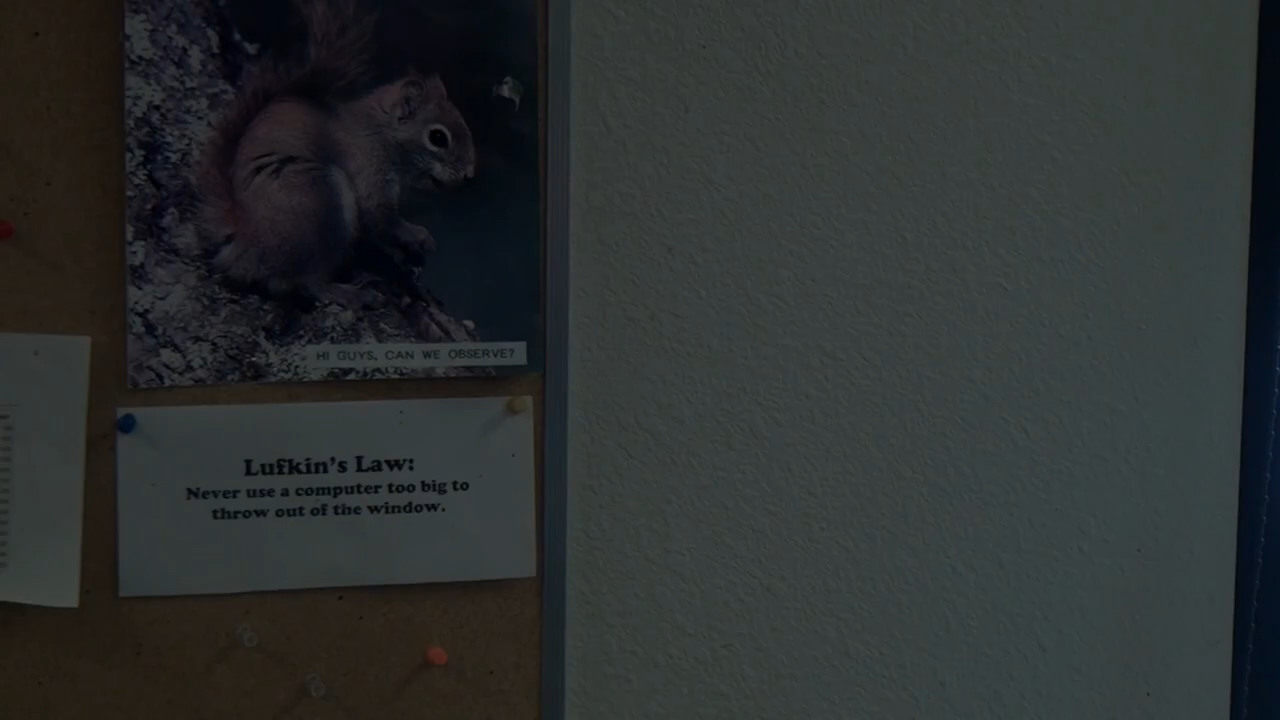 HI GUYS, CAN WE OBSERVE?
Lufkin's Law:
Never use a computer too big to
throw out of the window.